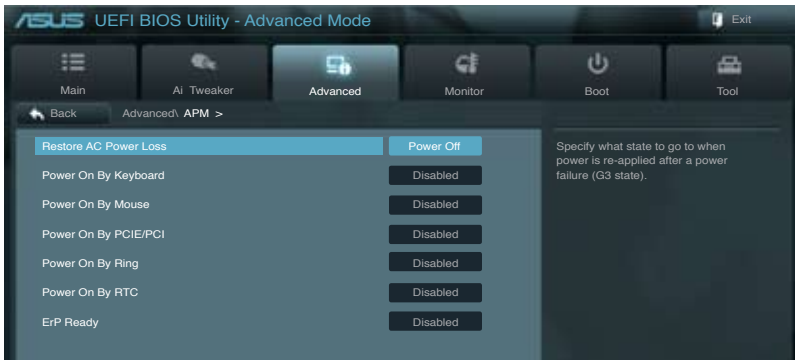 ASUS UEFI BIOS Utility - Advanced Mode
Exit
Main
Ai Tweaker
Advanced
Monitor
Boot
Tool
Back
Advanced\ APM >
Restore AC Power Loss Power Off
Power On By Keyboard Disabled
Power On By Mouse Disabled
Power On By PCIE/PCI Disabled
Power On By Ring Disabled
Power On By RTC Disabled
ErP Ready Disabled
Specify what state to go to when
power is re-applied after a power
failure (G3 state).